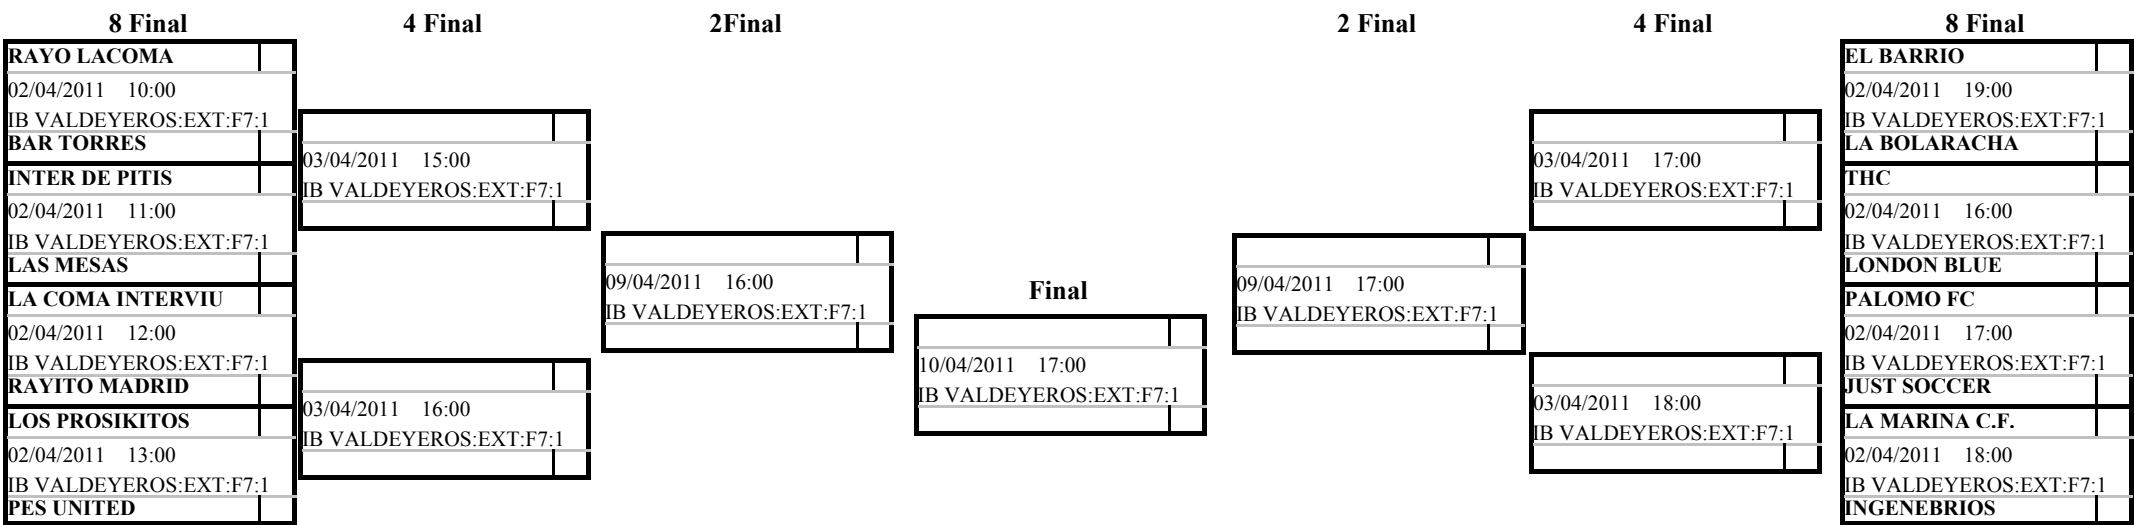 8 Final
4 Final
2Final
2 Final
4 Final
8 Final
RAYO LACOMA
02/04/2011 10:00
IB VALDEYEROS:EXT:F7:1
BAR TORRES
INTER DE PITIS
02/04/2011 11:00
IB VALDEYEROS:EXT:F7:1
LAS MESAS
LA COMA INTERVIU
02/04/2011 12:00
IB VALDEYEROS:EXT:F7:1
RAYITO MADRID
LOS PROSIKITOS
02/04/2011 13:00
IB VALDEYEROS:EXT:F7:1
PES UNITED
03/04/2011 15:00
IB VALDEYEROS:EXT:F7:1
03/04/2011 16:00
IB VALDEYEROS:EXT:F7:1
09/04/2011 16:00
IB VALDEYEROS:EXT:F7:1
Final
10/04/2011 17:00
IB VALDEYEROS:EXT:F7:1
09/04/2011 17:00
IB VALDEYEROS:EXT:F7:1
03/04/2011 17:00
IB VALDEYEROS:EXT:F7:1
03/04/2011 18:00
IB VALDEYEROS:EXT:F7:1
EL BARRIO
02/04/2011 19:00
IB VALDEYEROS:EXT:F7:1
LA BOLARACHA
THC
02/04/2011 16:00
IB VALDEYEROS:EXT:F7:1
LONDON BLUE
PALOMO FC
02/04/2011 17:00
IB VALDEYEROS:EXT:F7:1
JUST SOCCER
LA MARINA C.F.
02/04/2011 18:00
IB VALDEYEROS:EXT:F7:1
INGENEBRIOS